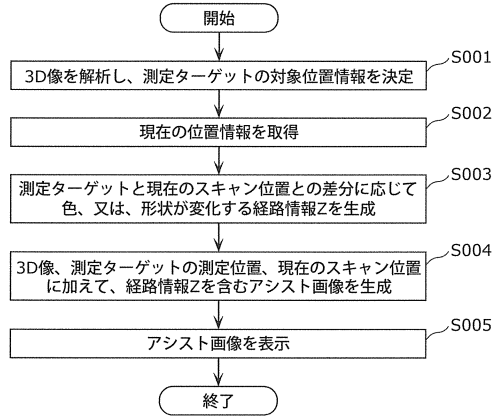 開始
S001
3D像を解析し、測定ターゲットの対象位置情報を決定
S002
現在の位置情報を取得
S003
測定ターゲットと現在のスキャン位置との差分に応じて
色、又は、形状が変化する経路情報Zを生成
S004
3D像、測定ターゲットの測定位置、現在のスキャン位置
に加えて、経路情報Zを含むアシスト画像を生成
S005
アシスト画像を表示
終了